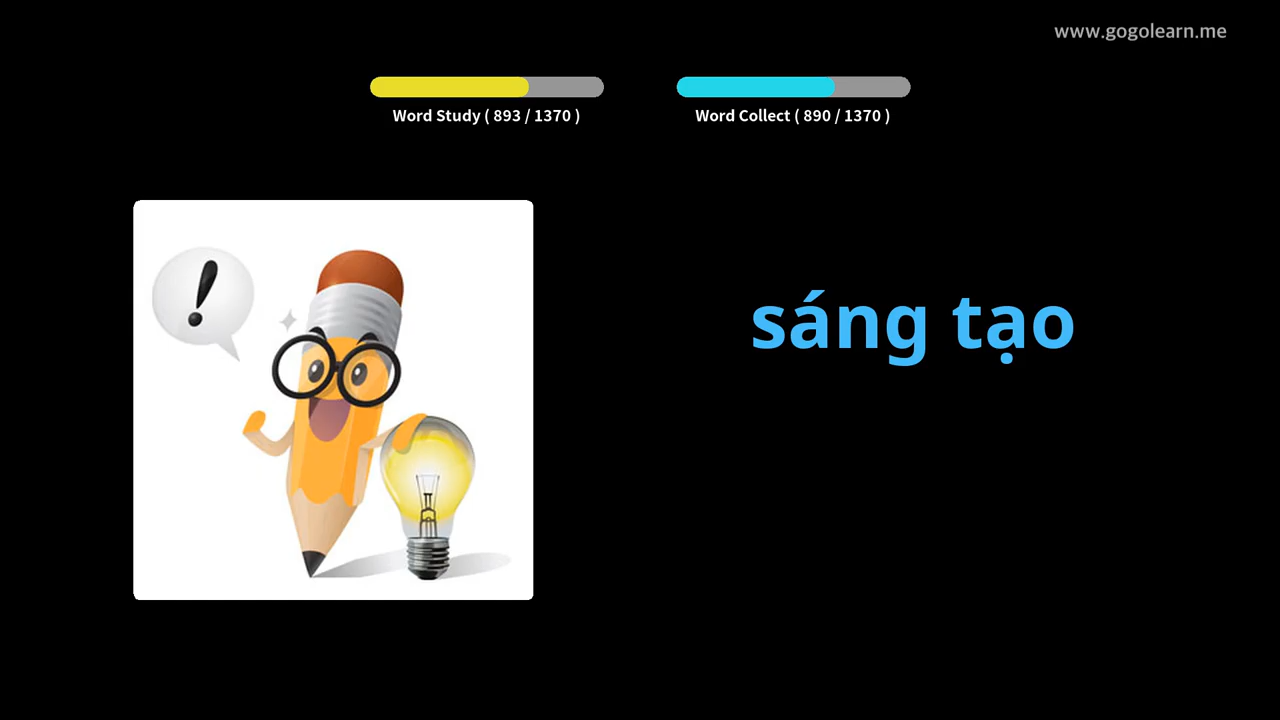 www.gogolearn.me
Word Study ( 893 / 1370 )
Word Collect ( 890 / 1370 )
!
sáng tạo